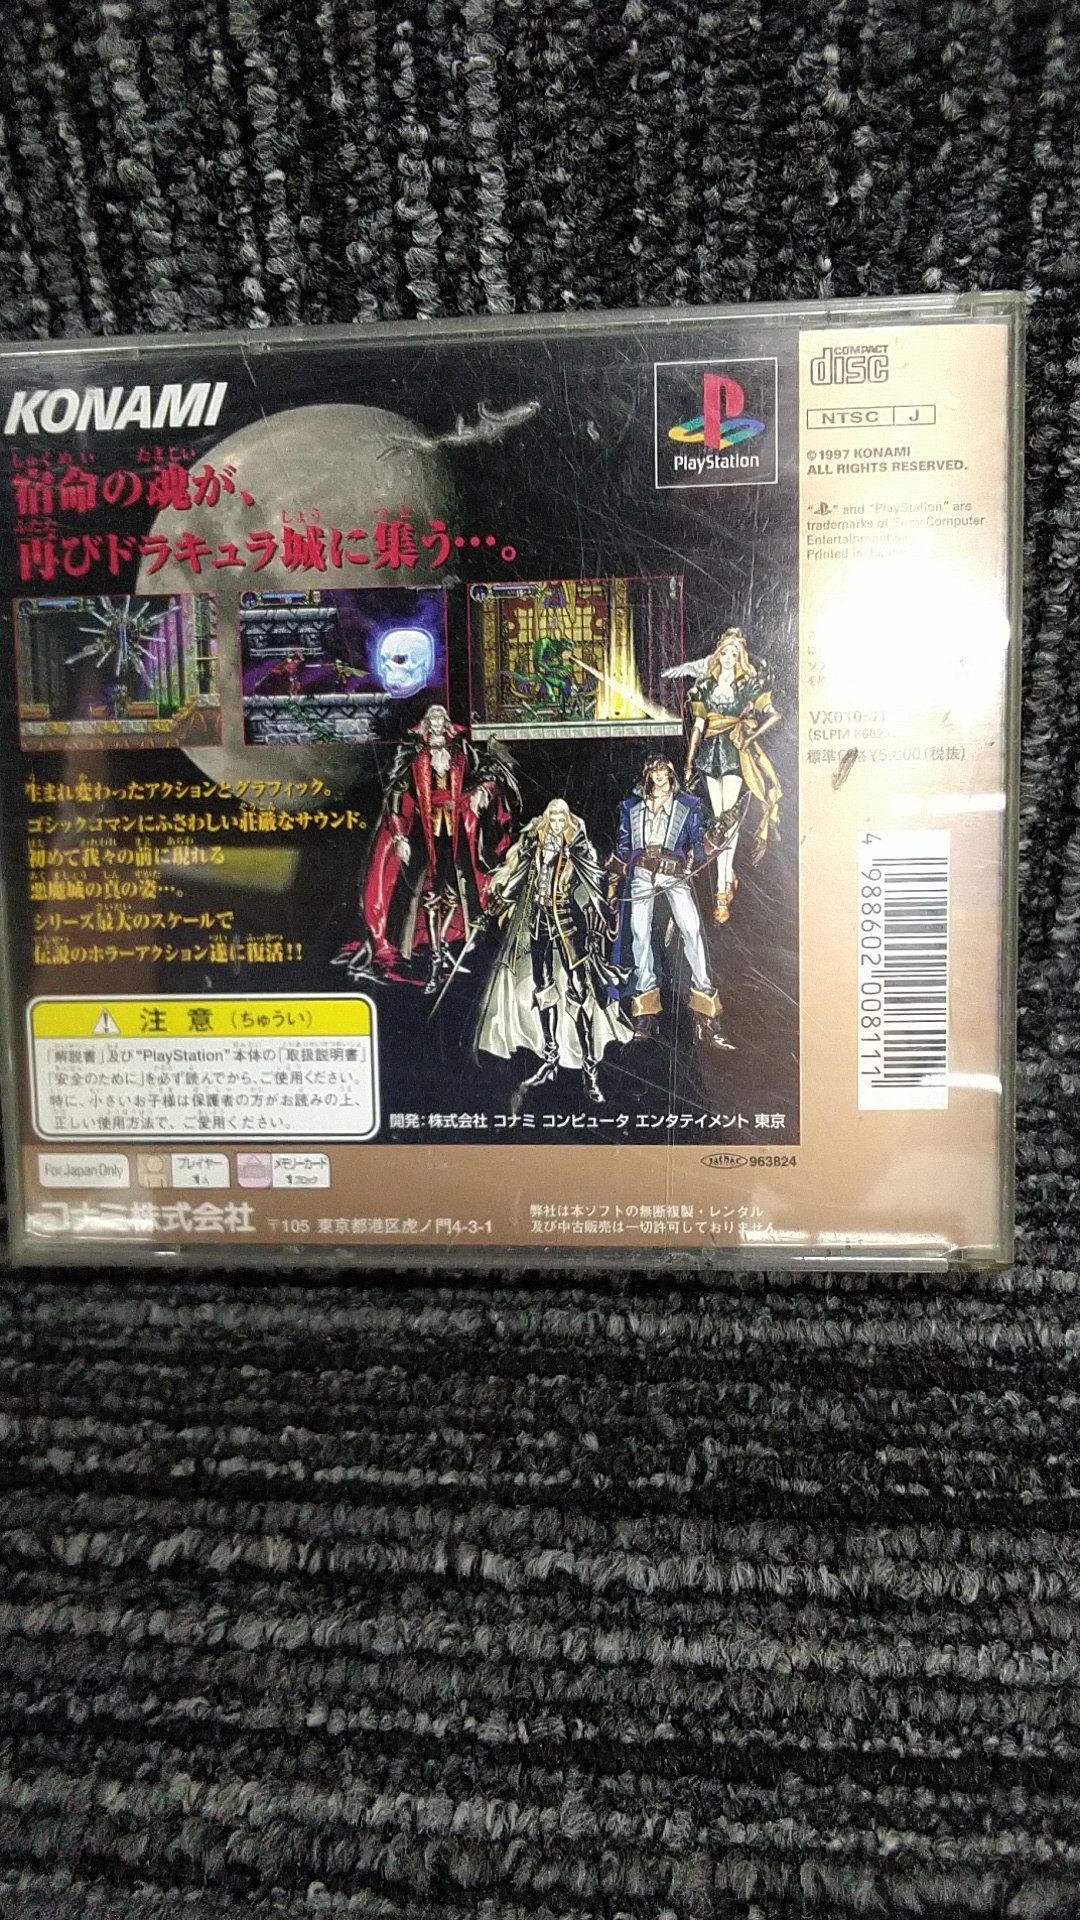 KONAMI
宿命の魂が、
再びドラキュラ城に集う…。
PlayStation
COMPACT
disc
NTSC J
©1997 KONAMI
ALL RIGHTS RESERVED.
" " and "PlayStation" are
trademarks of Sony Computer
Entertainment
Printed in Japan
VX019-J1
(SLPM
標準価格¥5,800(税抜)
生まれ変わったアクションとグラフィック。
ゴシックロマンにふさわしい荘厳なサウンド。
初めて我々の前に現れる
悪魔城の真の姿…。
シリーズ最大のスケールで
伝説のホラーアクション遂に復活!!
注意(ちゅうい)
「解説書」及び"PlayStation"本体の「取扱説明書」
「安全のために」を必ず読んでから、ご使用ください。
特に、小さいお子様は保護者の方がお読みの上、
正しい使用方法で、ご愛用ください。
開発:株式会社 コナミ コンピュータ エンタテイメント 東京
963824
4 988602 008111
For Japan Only
プレイヤー
1人
メモリーカード
1ブロック
コナミ株式会社 〒105 東京都港区虎ノ門4-3-1
弊社は本ソフトの無断複製・レンタル
及び中古販売は一切許可しておりません。